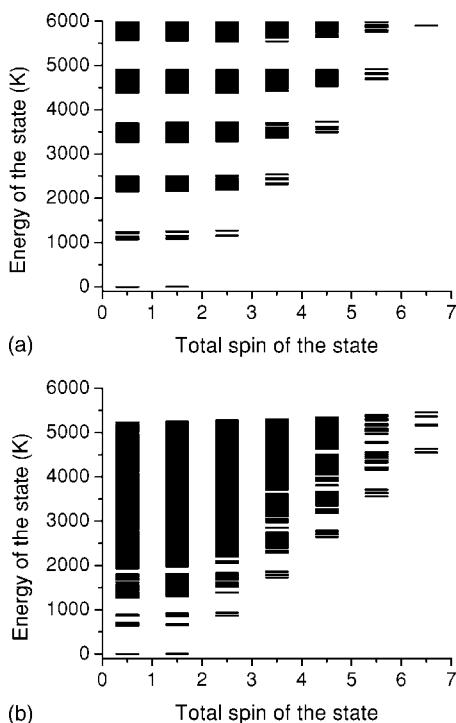 6000
5000
4000
3000
2000
1000
0
Energy of the state (K)
0 1 2 3 4 5 6 7
(a) Total spin of the state
6000
5000
4000
3000
2000
1000
0
Energy of the state (K)
0 1 2 3 4 5 6 7
(b) Total spin of the state